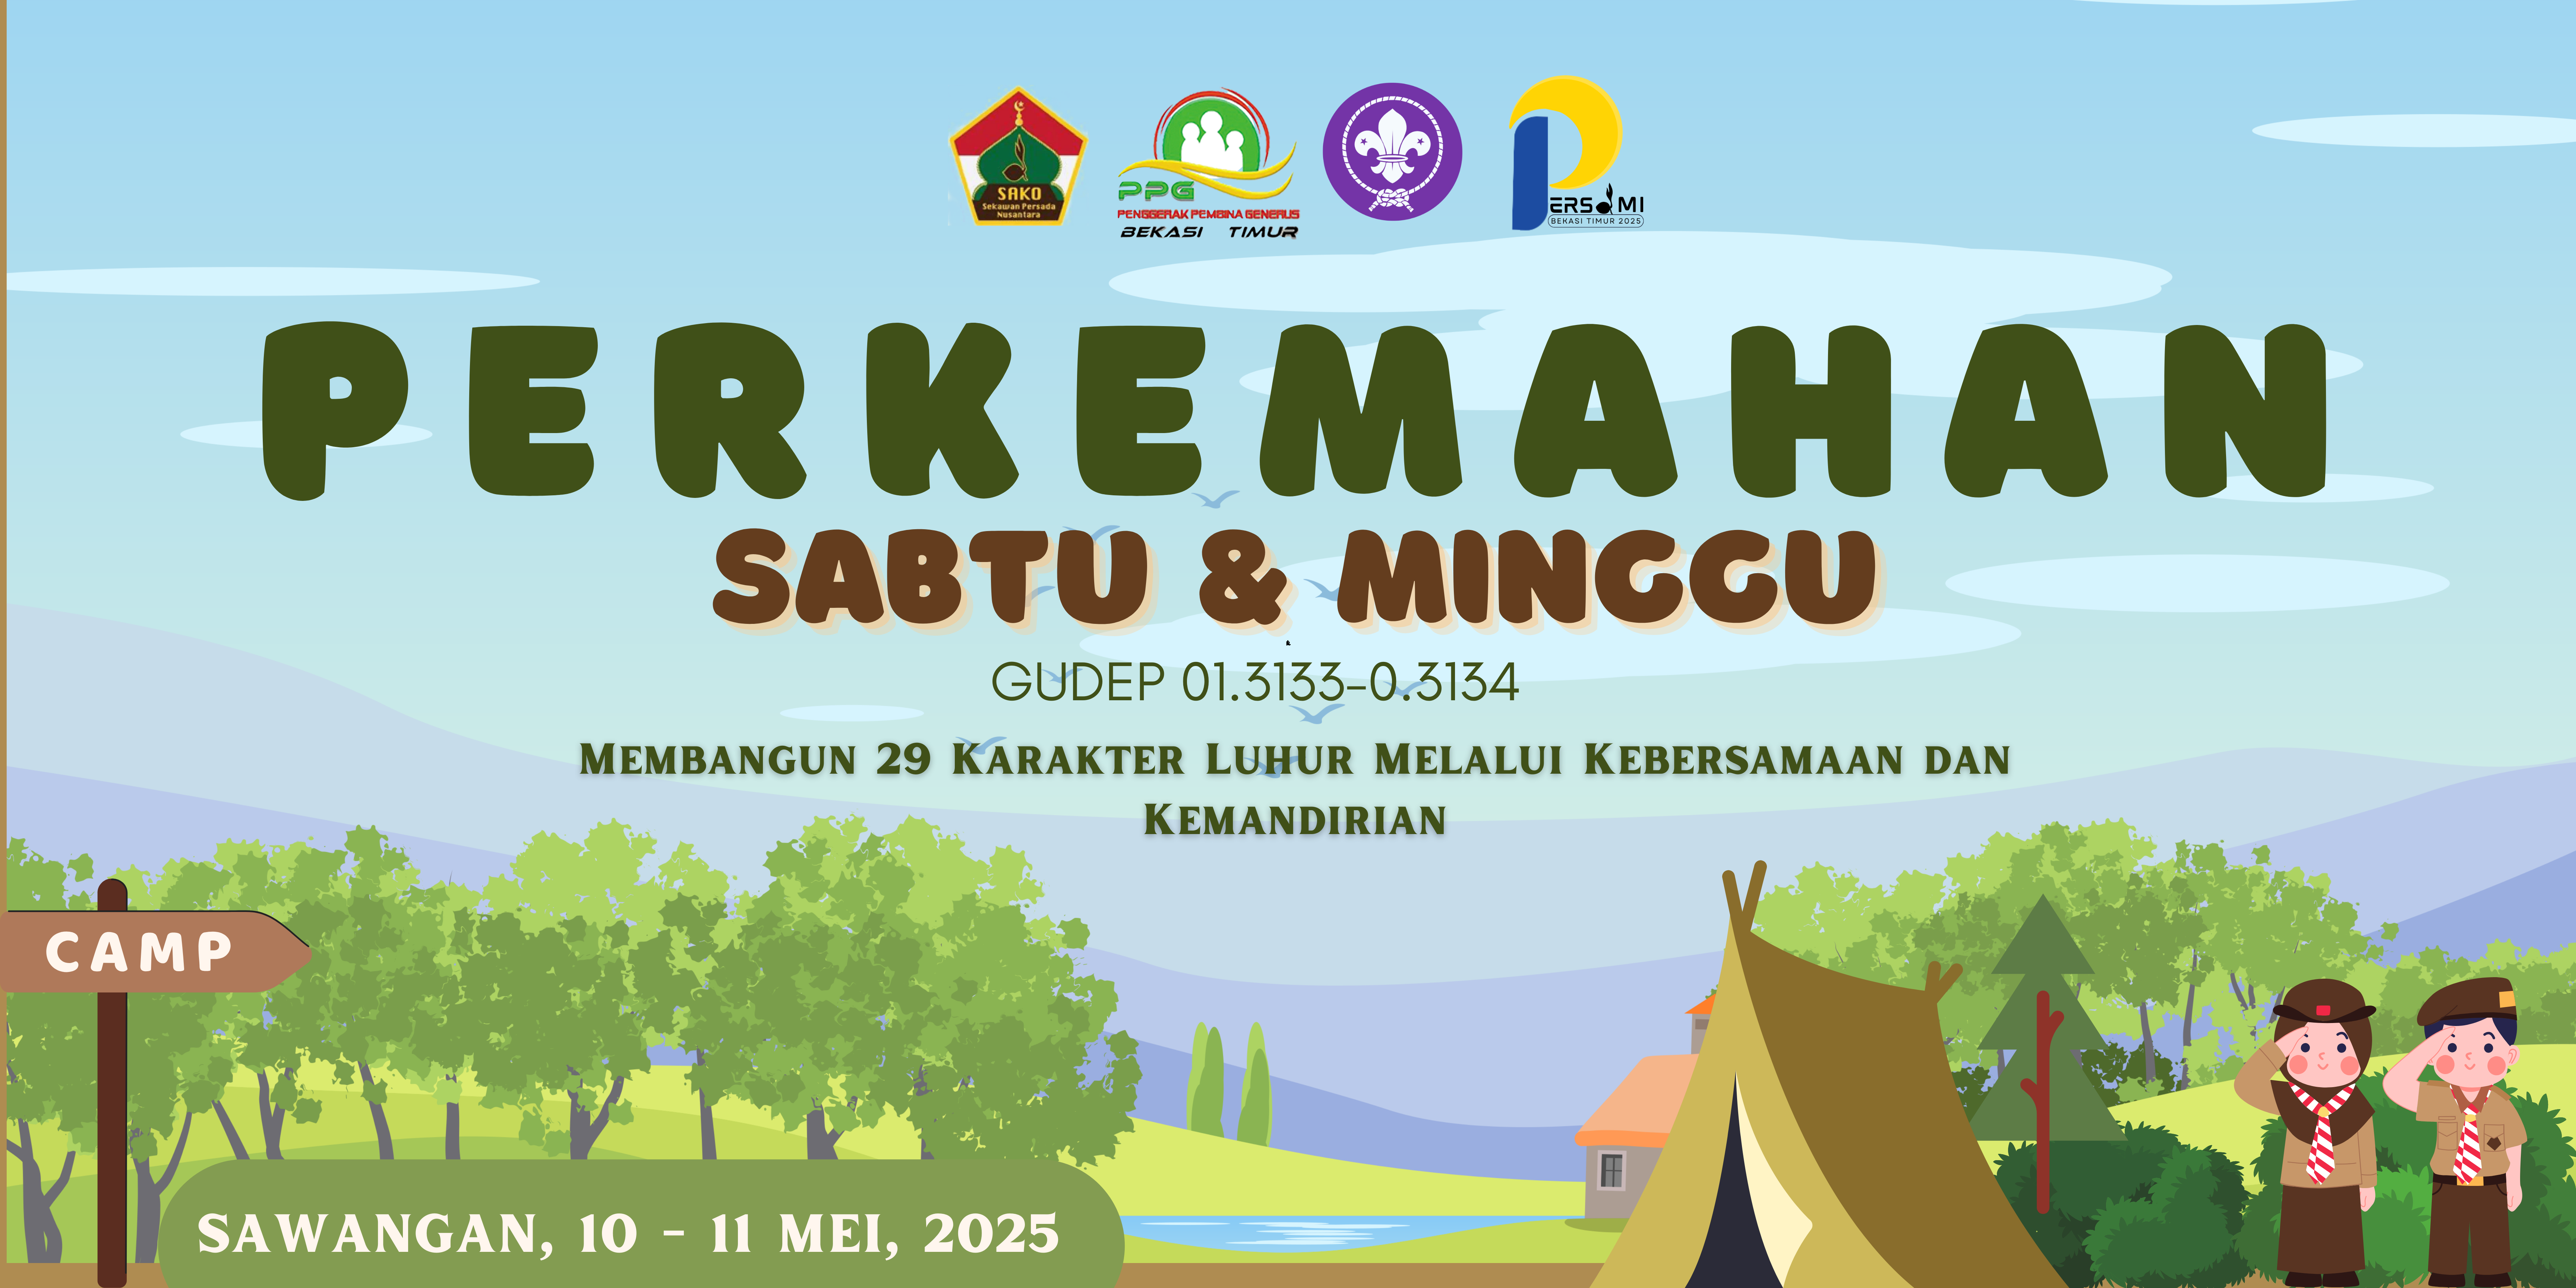 SAKO
Sekawan Persada
Nusantara
PPG
PENGGERAK PEMBINA GENERUS
BEKASI TIMUR
PERSAMI
BEKASI TIMUR 2025
PERKEMAHAN
SABTU & MINGGU
GUDEP 01.3133-0.3134
Membangun 29 Karakter Luhur Melalui Kebersamaan dan
Kemandirian
CAMP
SAWANGAN, 10 - 11 MEI, 2025